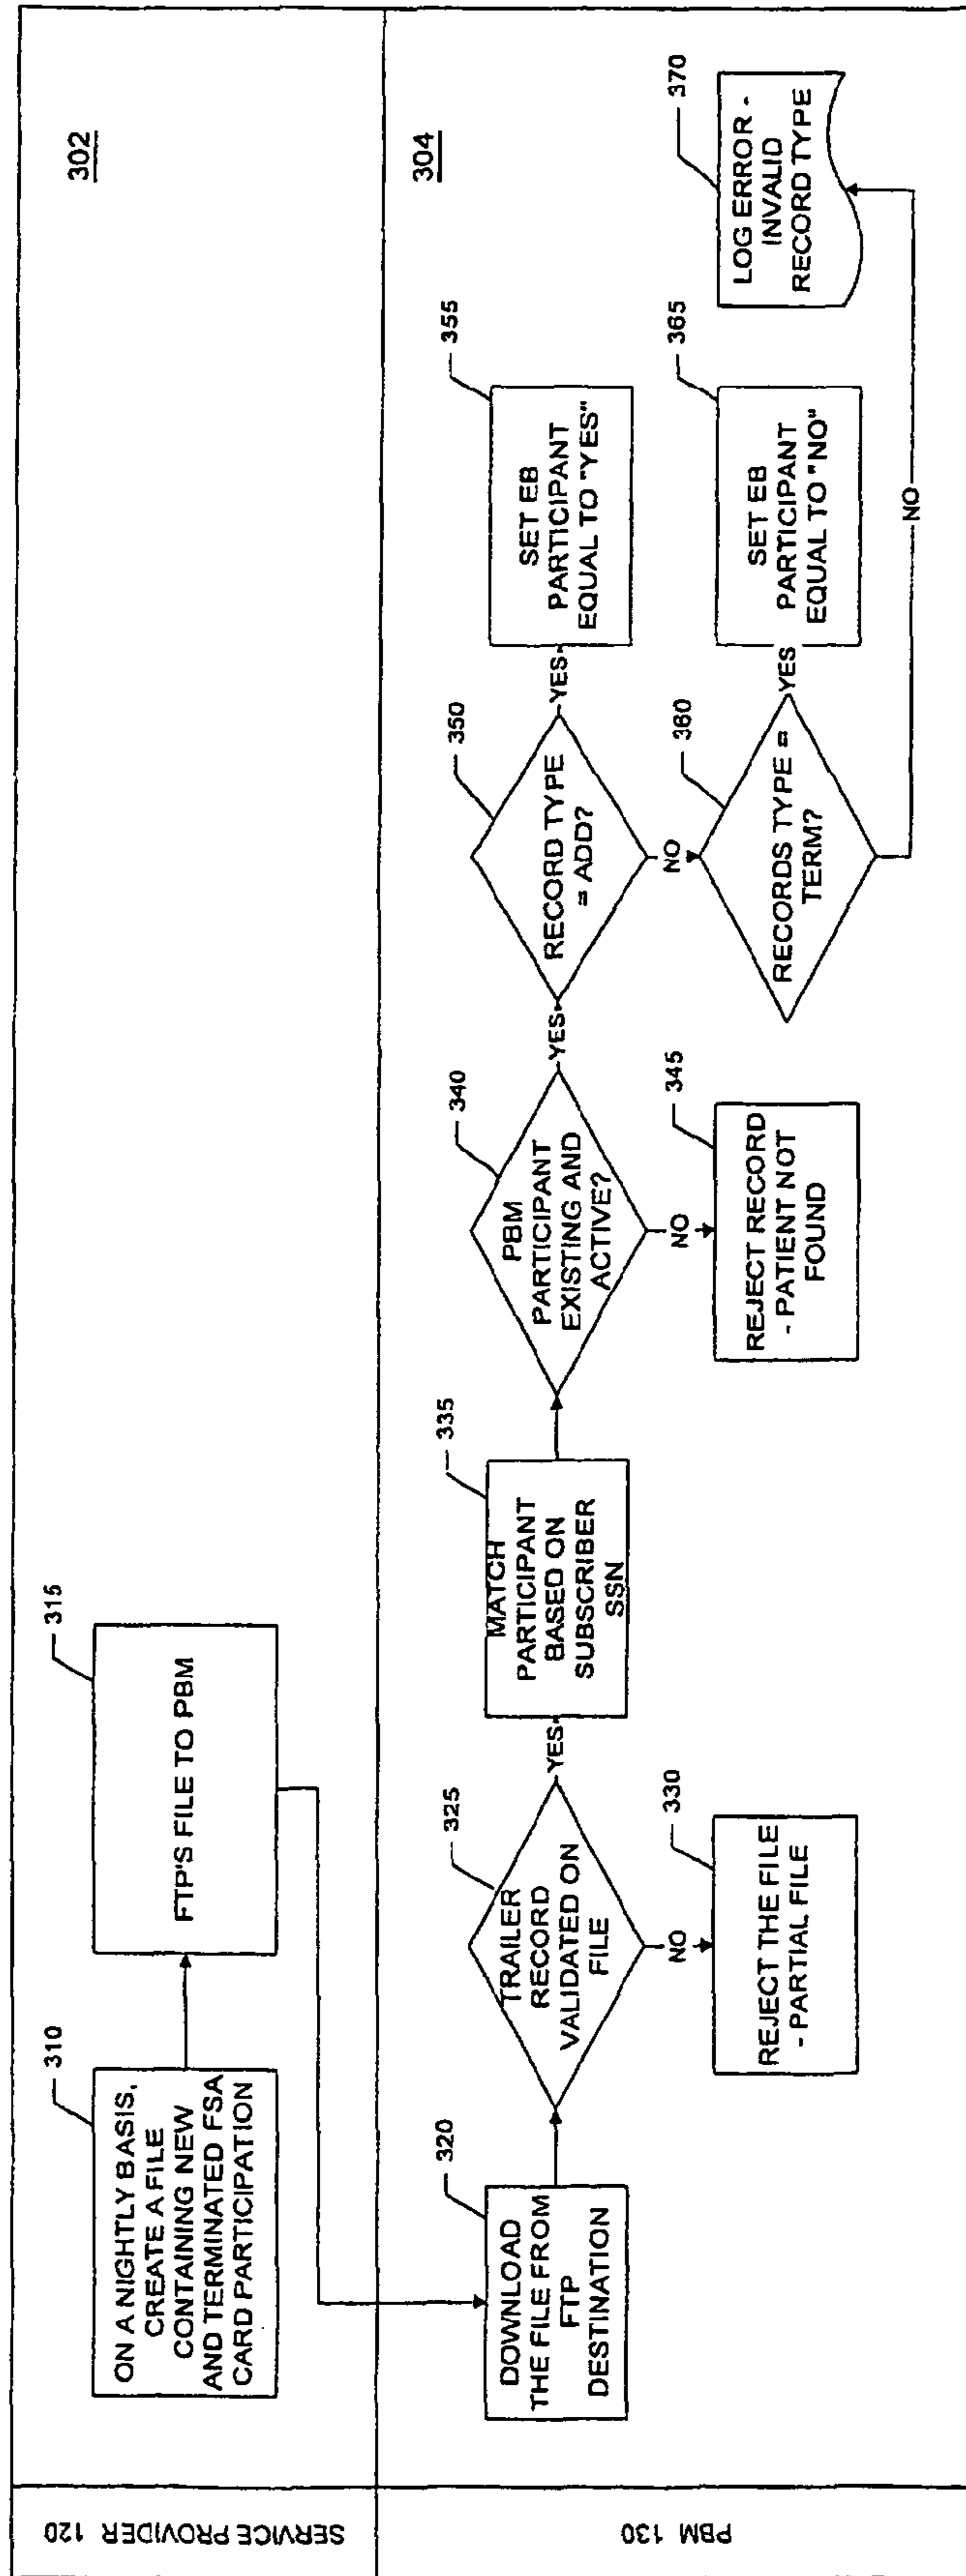 SERVICE PROVIDER 120
302
310
ON A NIGHTLY BASIS,
CREATE A FILE
CONTAINING NEW
AND TERMINATED FSA
CARD PARTICIPATION
315
FTP'S FILE TO PBM
PBM 130
304
320
DOWNLOAD
THE FILE FROM
FTP
DESTINATION
325
TRAILER
RECORD
VALIDATED ON
FILE
YES
NO
330
REJECT THE FILE
- PARTIAL FILE
335
MATCH
PARTICIPANT
BASED ON
SUBSCRIBER
SSN
340
PBM
PARTICIPANT
EXISTING AND
ACTIVE?
YES
NO
345
REJECT RECORD
- PATIENT NOT
FOUND
350
RECORD TYPE
= ADD?
YES
NO
355
SET EB
PARTICIPANT
EQUAL TO "YES"
360
RECORDS TYPE =
TERM?
YES
NO
365
SET EB
PARTICIPANT
EQUAL TO "NO"
370
LOG ERROR -
INVALID
RECORD TYPE